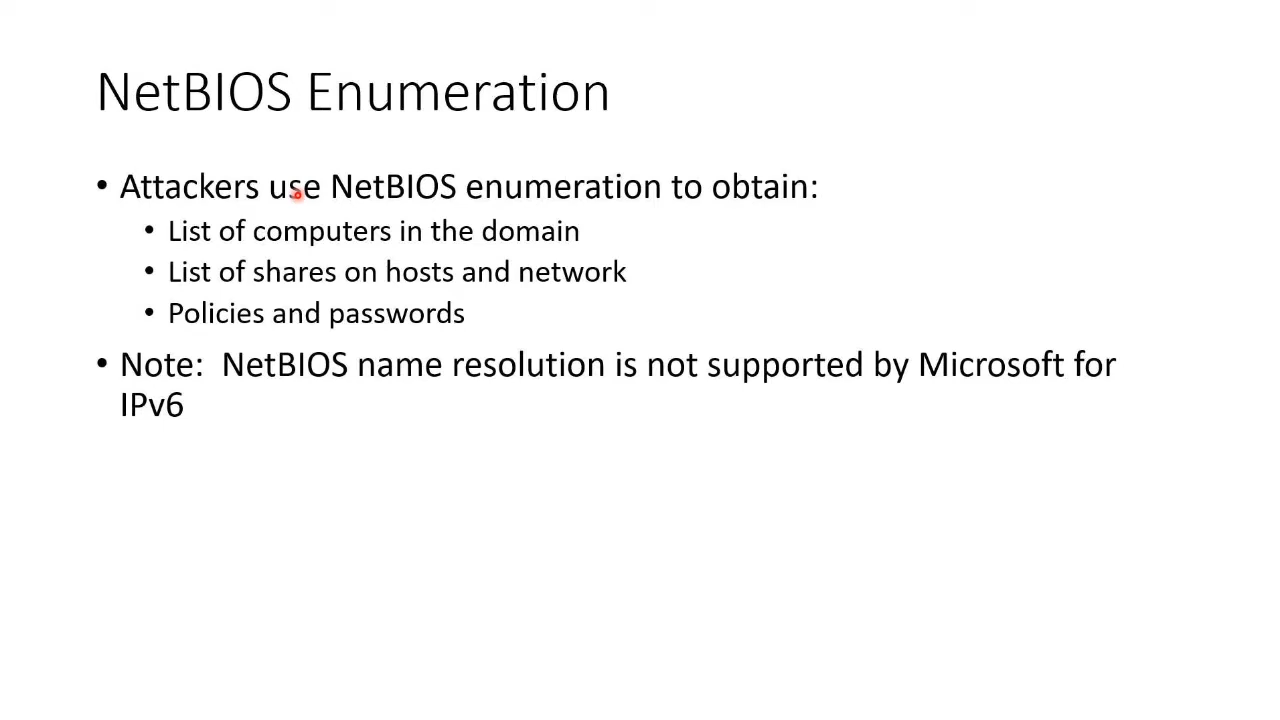 NetBIOS Enumeration
• Attackers use NetBIOS enumeration to obtain:
• List of computers in the domain
• List of shares on hosts and network
• Policies and passwords
• Note:  NetBIOS name resolution is not supported by Microsoft for
IPv6